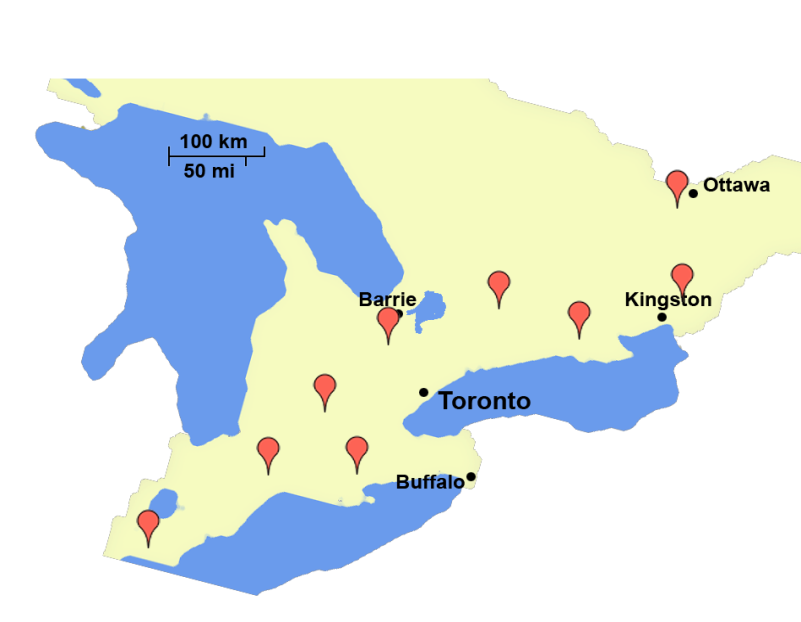 100 km
50 mi
Ottawa
Barrie
Kingston
Toronto
Buffalo